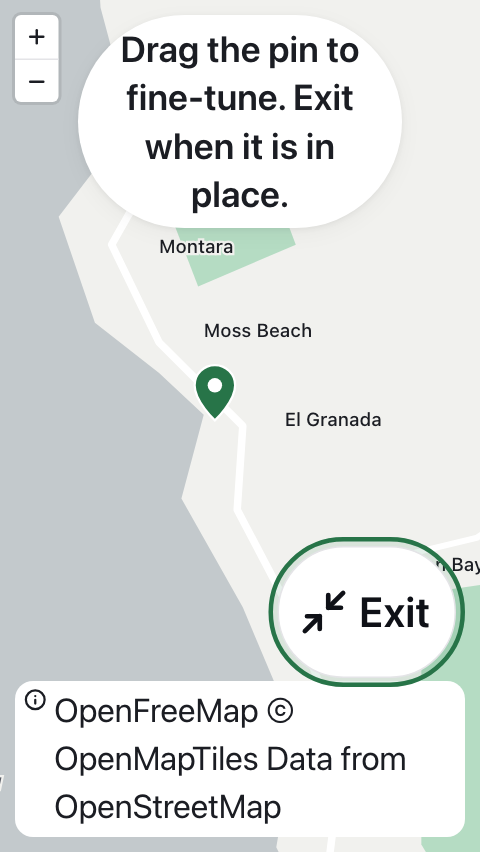 +
−
Drag the pin to
fine-tune. Exit
when it is in
place.
Montara
Moss Beach
El Granada
n Bay
Exit
OpenFreeMap ©
OpenMapTiles Data from
OpenStreetMap